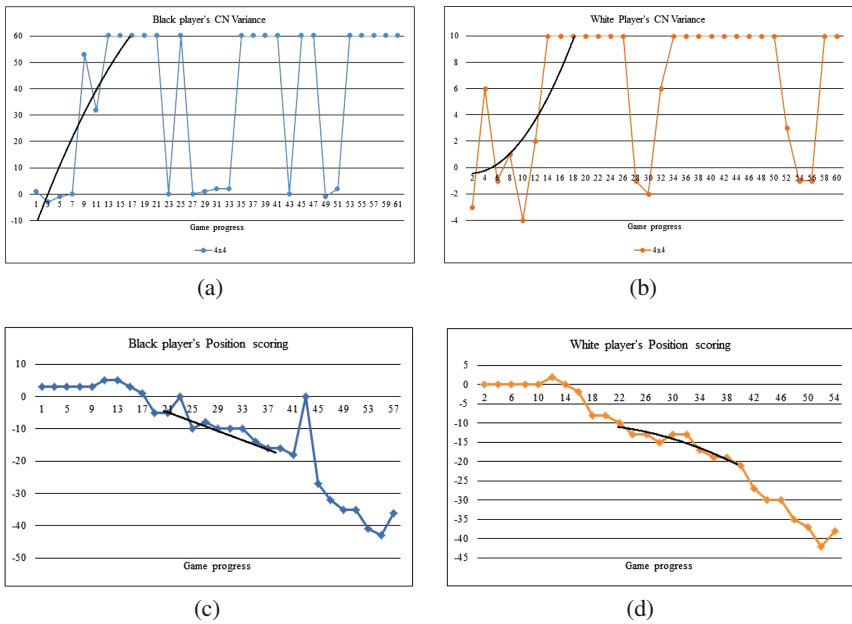 Black player's CN Variance
60
50
40
30
20
10
0
-10
1 3 5 7 9 11 13 15 17 19 21 23 25 27 29 31 33 35 37 39 41 43 45 47 49 51 53 55 57 59 61
Game progress
4x4
(a)
White Player's CN Variance
10
8
6
4
2
0
-2
-4
2 4 6 8 10 12 14 16 18 20 22 24 26 28 30 32 34 36 38 40 42 44 46 48 50 52 54 56 58 60
Game progress
4x4
(b)
Black player's Position scoring
10
0
-10
-20
-30
-40
-50
1 5 9 13 17 21 25 29 33 37 41 45 49 53 57
Game progress
(c)
White player's Position scoring
5
0
-5
-10
-15
-20
-25
-30
-35
-40
-45
2 6 10 14 18 22 26 30 34 38 42 46 50 54
Game progress
(d)